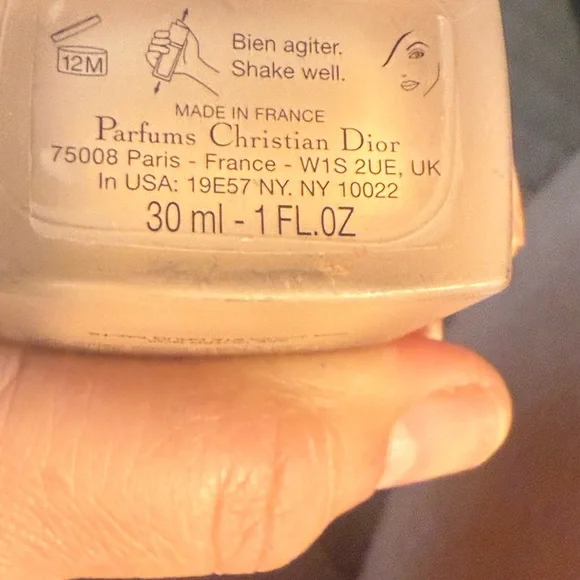 12M
Bien agiter.
Shake well.
MADE IN FRANCE
Parfums Christian Dior
75008 Paris - France - W1S 2UE, UK
In USA: 19E57 NY. NY 10022
30 ml - 1 FL.OZ